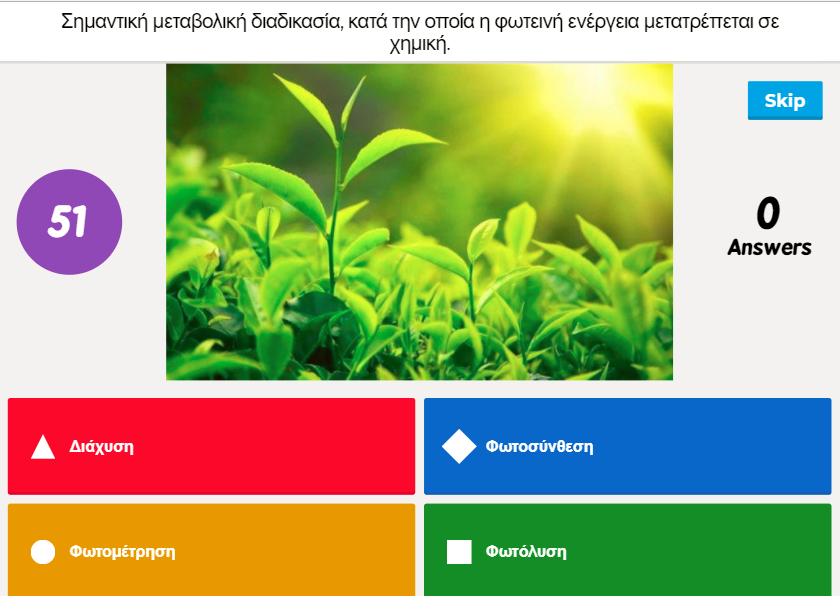 Σημαντική μεταβολική διαδικασία, κατά την οποία η φωτεινή ενέργεια μετατρέπεται σε
χημική.
Skip
51
0
Answers
Διάχυση
Φωτοσύνθεση
Φωτομέτρηση
Φωτόλυση